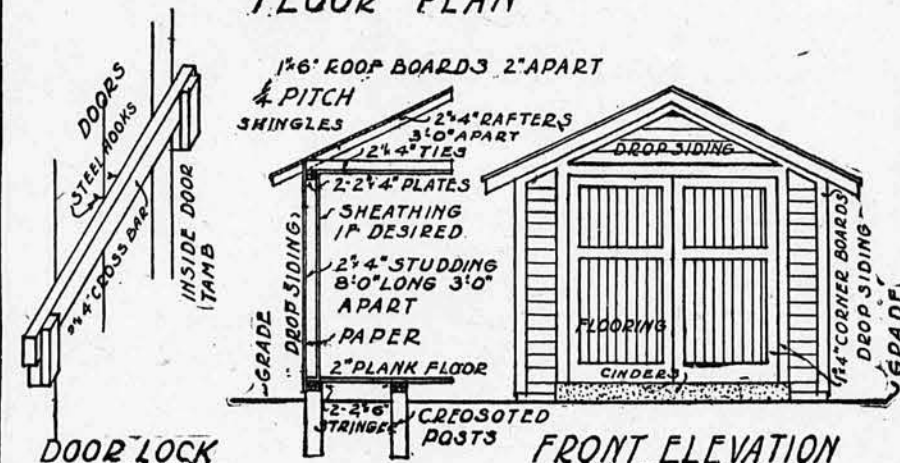 FLOOR PLAN
DOORS
STEEL HOOKS
2"x4" CROSS BAR
INSIDE DOOR
JAMB
DOOR LOCK
1"x6" ROOF BOARDS 2" APART
¼ PITCH
SHINGLES
2"x4" RAFTERS
3'0" APART
2"x4" TIES
2-2"x4" PLATES
SHEATHING
IF DESIRED.
2"x4" STUDDING
8'0" LONG 3'0"
APART
PAPER
2" PLANK FLOOR
GRADE
DROP SIDING
2-2"x6"
STRINGER
CREOSOTED
POSTS
DROP SIDING
FLOORING
CINDERS
1"x4" CORNER BOARDS
DROP SIDING
GRADE
FRONT ELEVATION